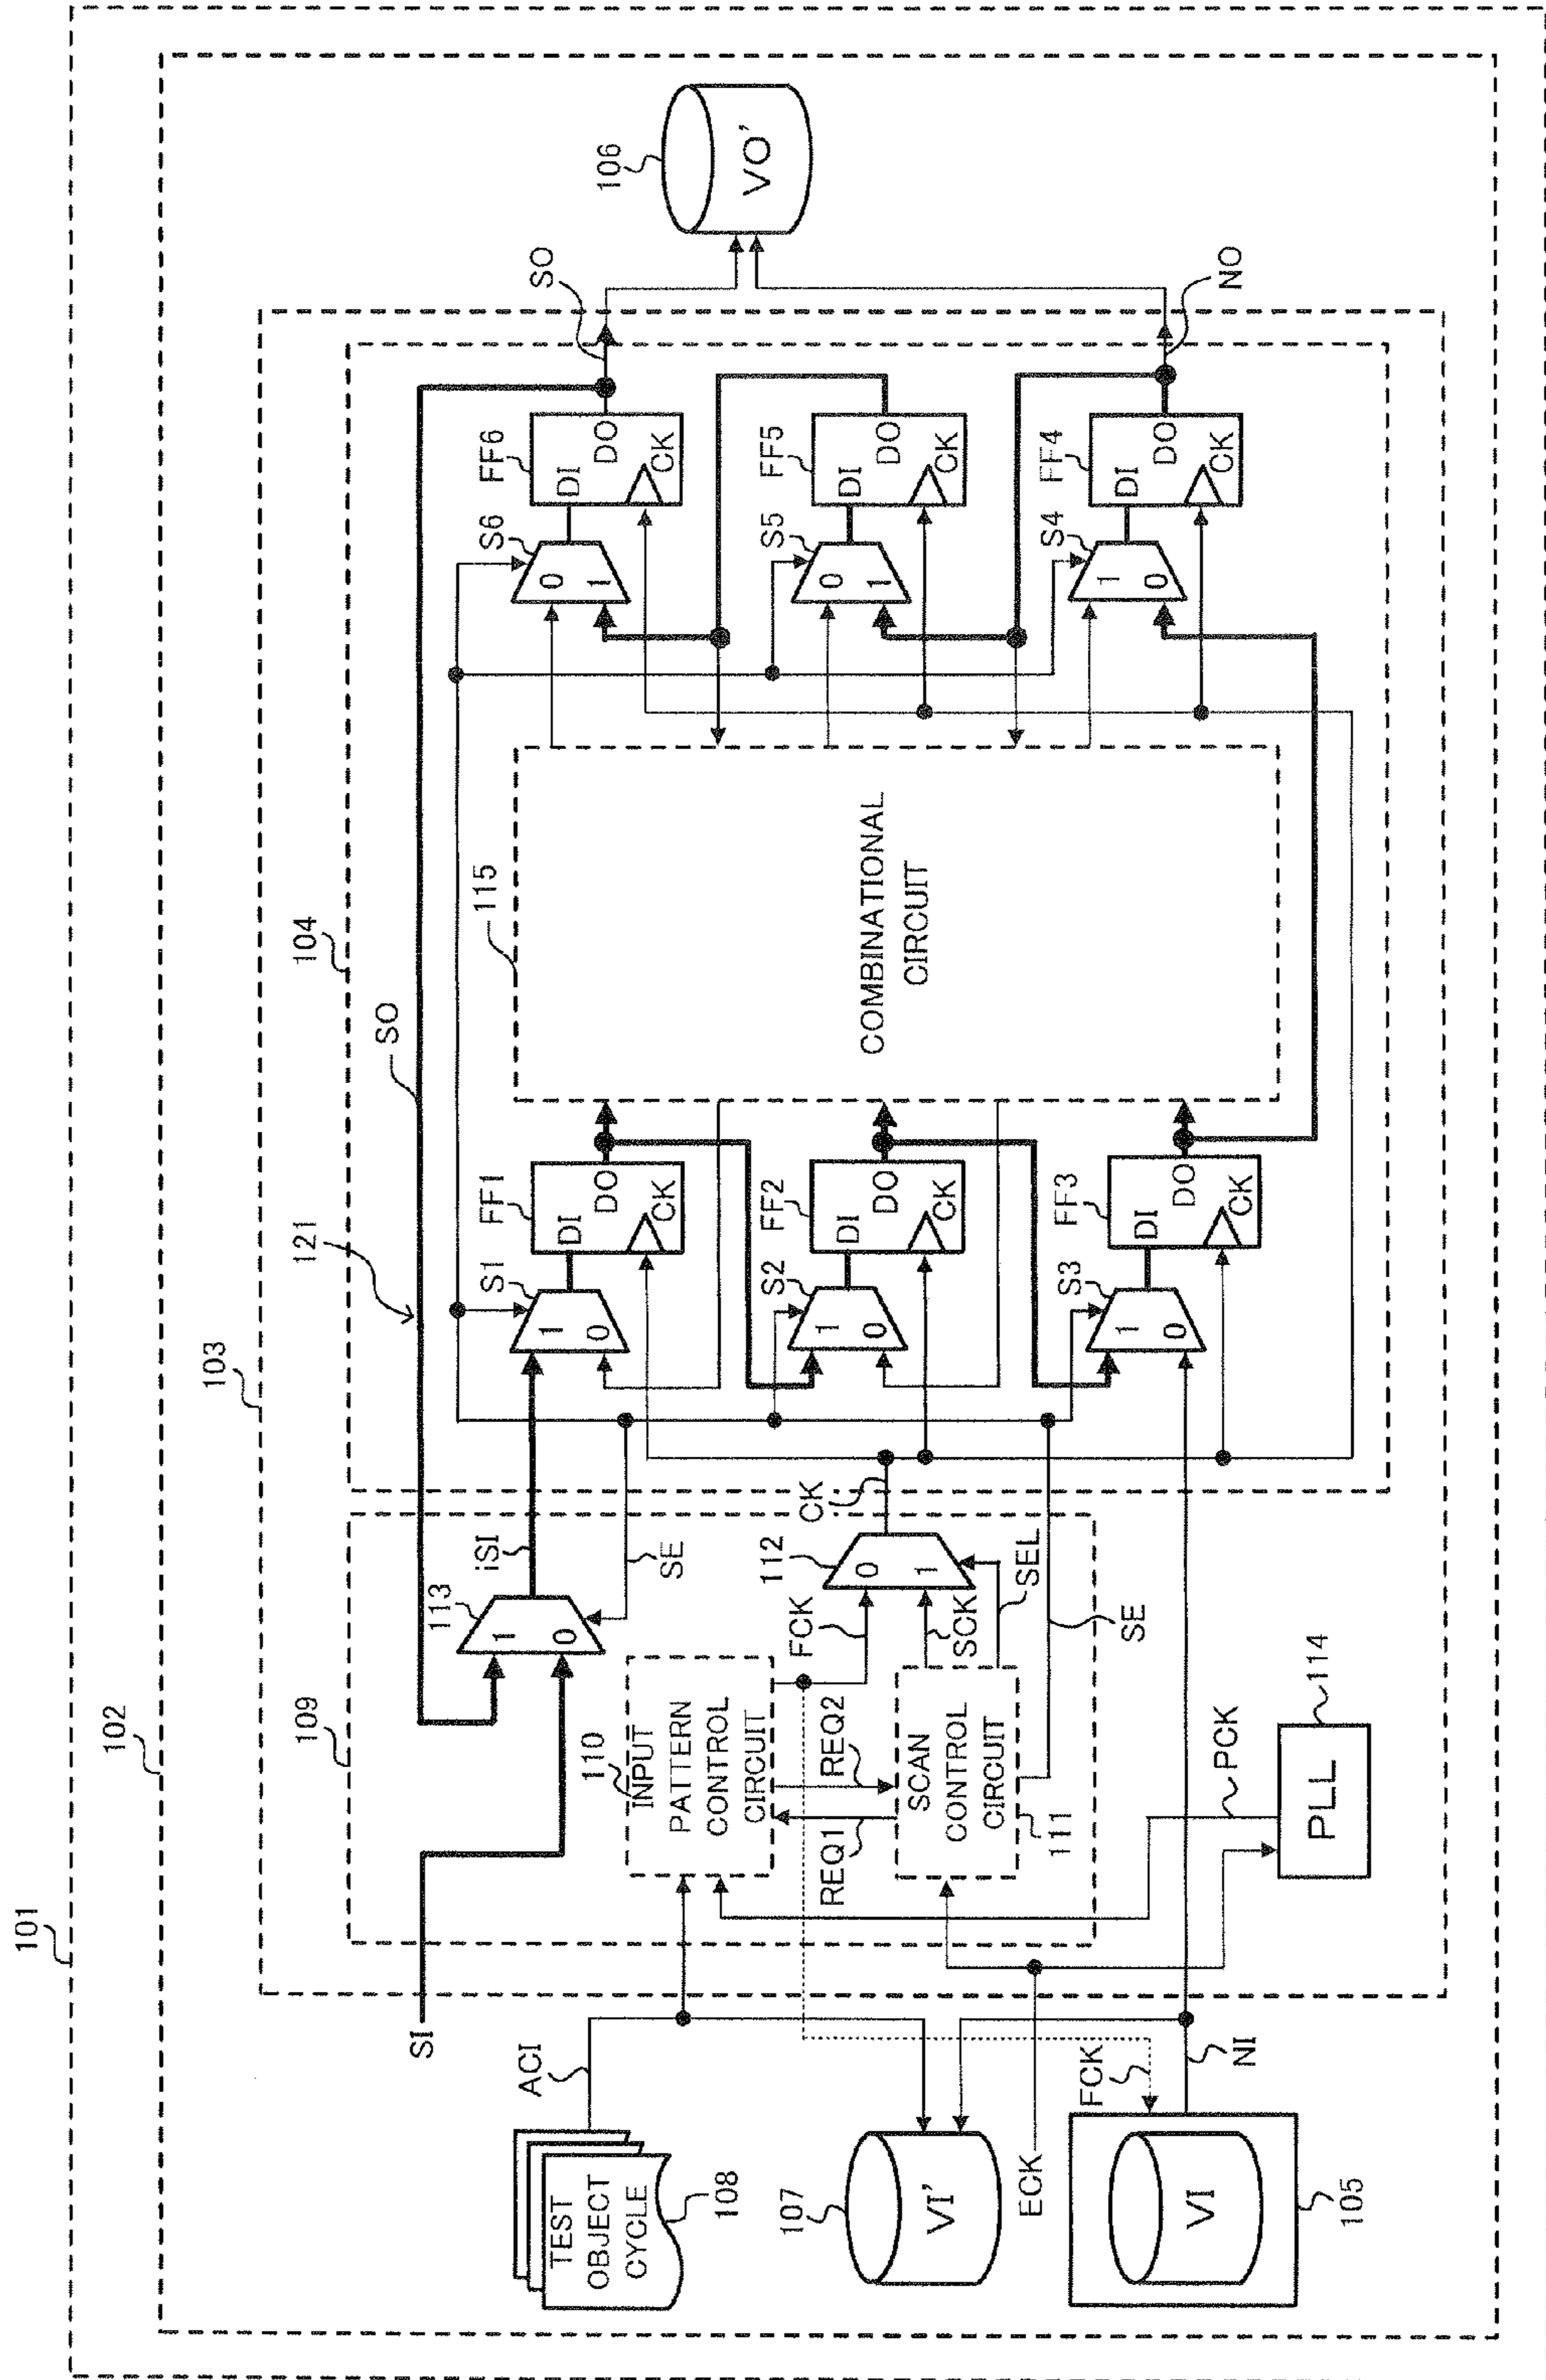 101
102
103
109
104
121
SO
SI
113
1
0
iSI
SE
ACI
TEST
OBJECT
CYCLE
108
110
INPUT
PATTERN
CONTROL
CIRCUIT
REQ1
REQ2
SCAN
CONTROL
CIRCUIT
111
FCK
112
0
1
CK
SCK
SEL
SE
107
VI'
ECK
VI
105
FCK
NI
PLL
114
PCK
S1
1
0
FF1
DI
DO
CK
S2
1
0
FF2
DI
DO
CK
S3
1
0
FF3
DI
DO
CK
115
COMBINATIONAL
CIRCUIT
S6
0
1
FF6
DI
DO
CK
S5
0
1
FF5
DI
DO
CK
S4
1
0
FF4
DI
DO
CK
SO
NO
106
VO'